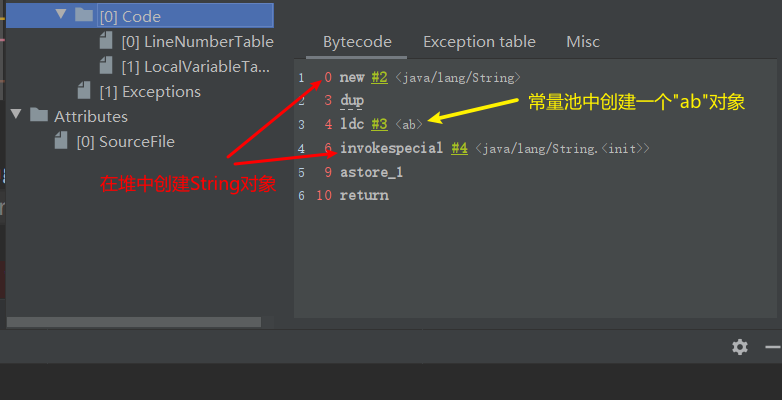 [0] Code
[0] LineNumberTable
[1] LocalVariableTa...
[1] Exceptions
Attributes
[0] SourceFile
Bytecode Exception table Misc
1 0 new #2 <java/lang/String>
2 3 dup
3 4 ldc #3 <ab>
4 6 invokespecial #4 <java/lang/String.<init>>
5 9 astore_1
6 10 return
常量池中创建一个"ab"对象
在堆中创建String对象